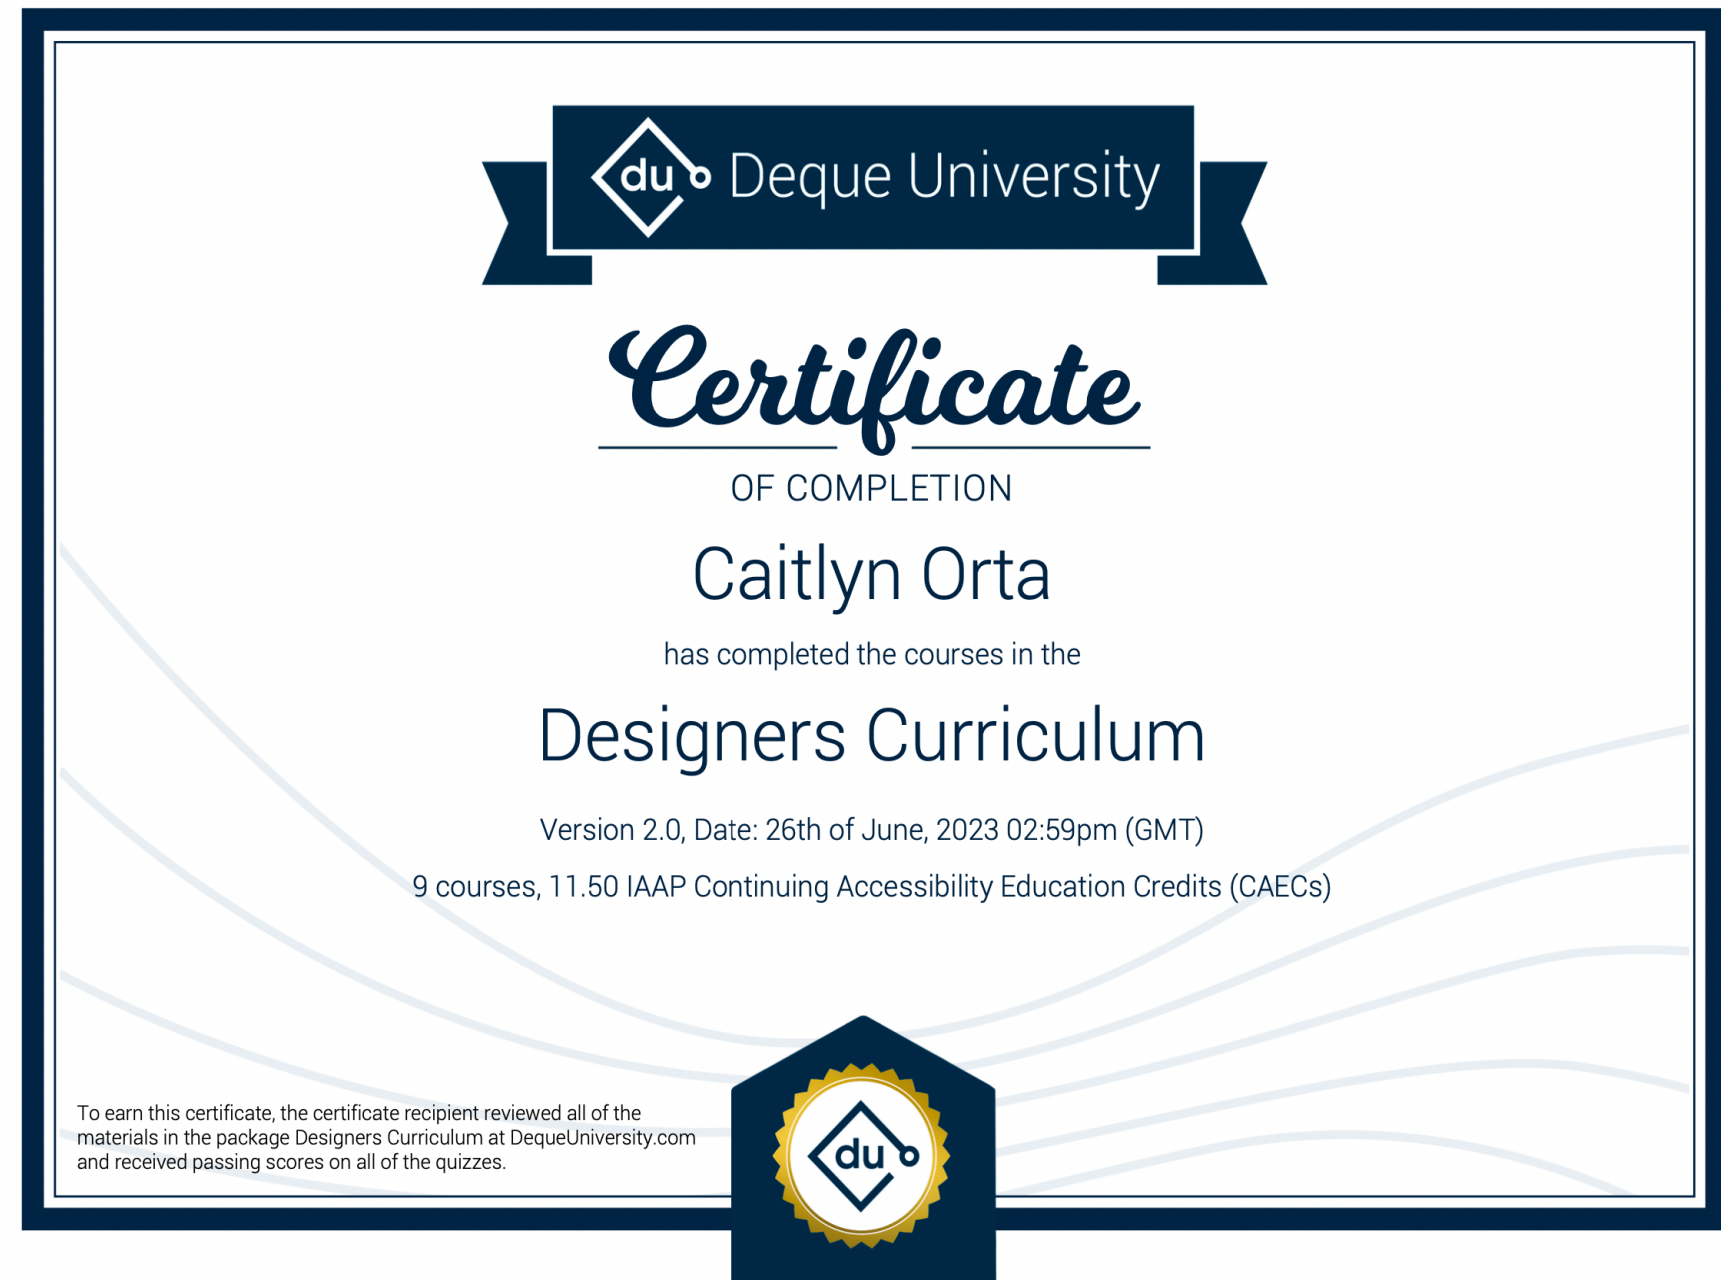 du Deque University
Certificate
OF COMPLETION
Caitlyn Orta
has completed the courses in the
Designers Curriculum
Version 2.0, Date: 26th of June, 2023 02:59pm (GMT)
9 courses, 11.50 IAAP Continuing Accessibility Education Credits (CAECs)
To earn this certificate, the certificate recipient reviewed all of the
materials in the package Designers Curriculum at DequeUniversity.com
and received passing scores on all of the quizzes.
du